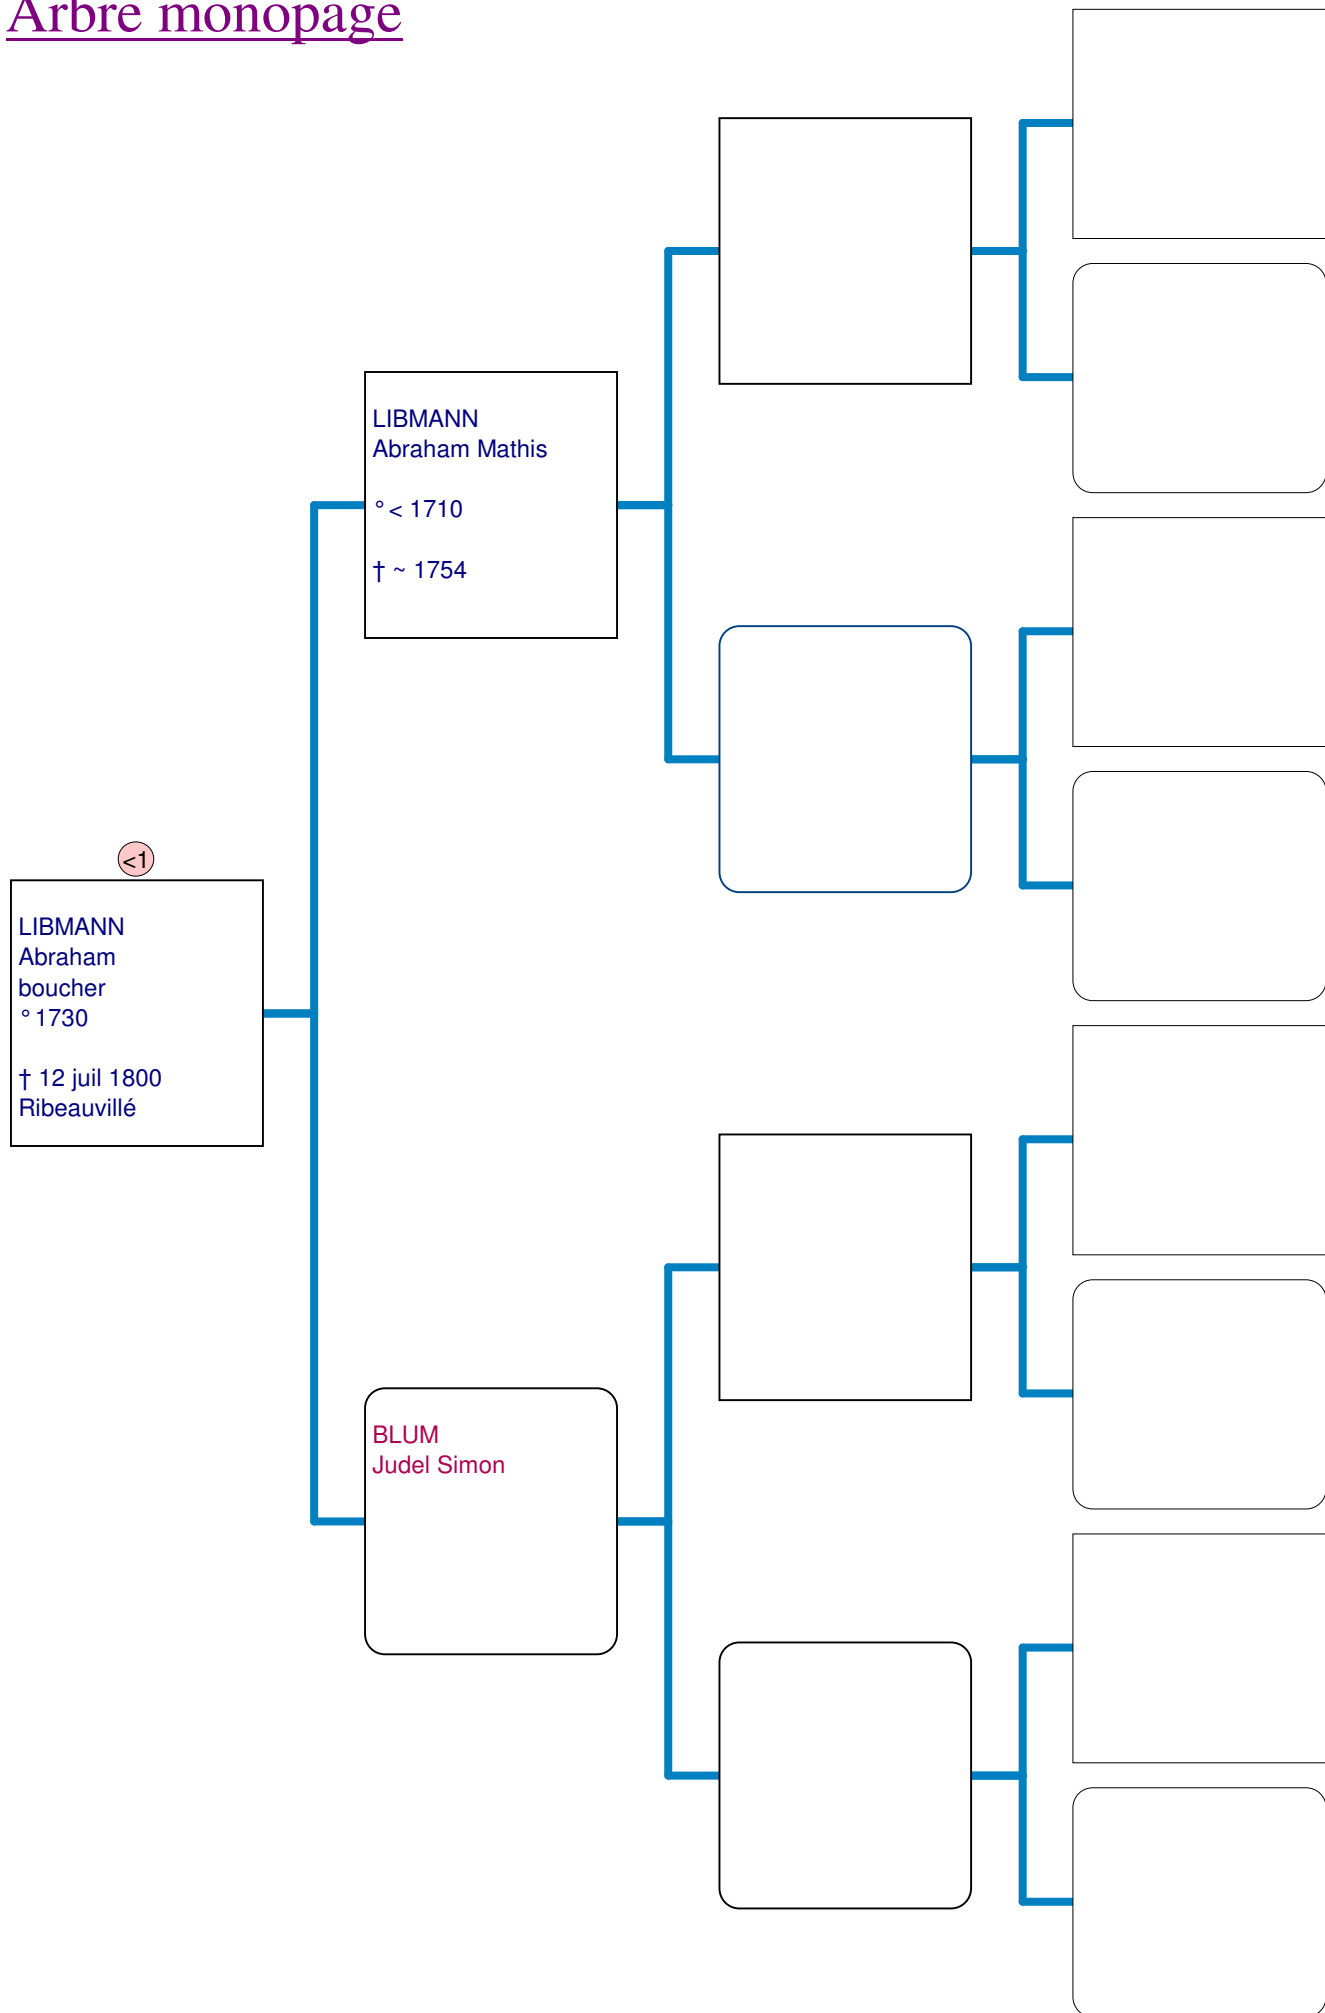 Arbre monopage
LIBMANN
Abraham Mathis
° < 1710
† ~ 1754
<1
LIBMANN
Abraham
boucher
° 1730
† 12 juil 1800
Ribeauvillé
BLUM
Judel Simon